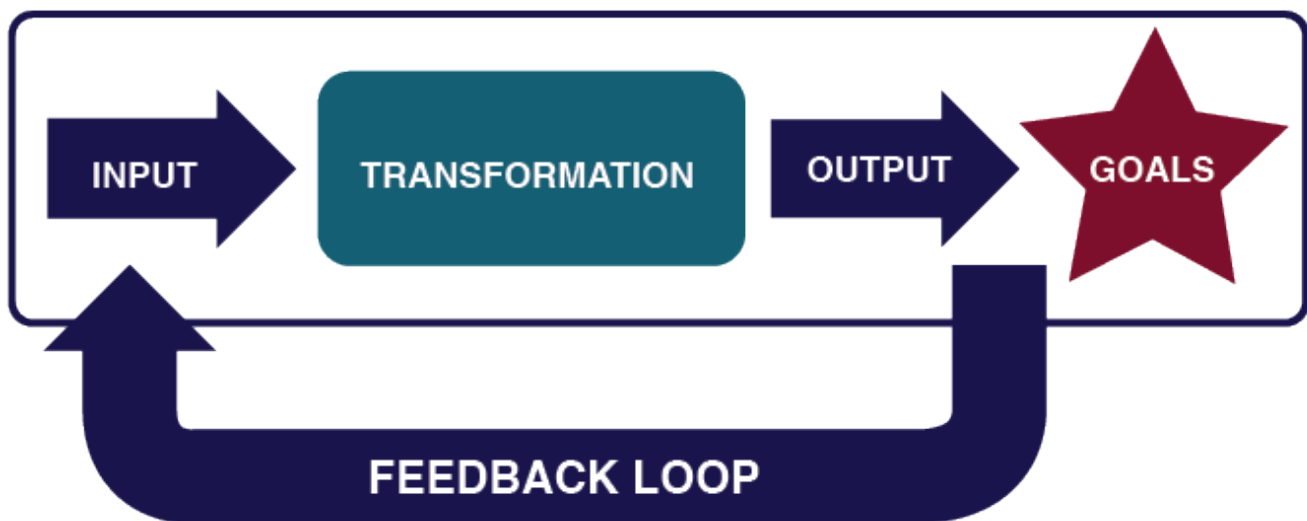 INPUT
TRANSFORMATION
OUTPUT
GOALS
FEEDBACK LOOP